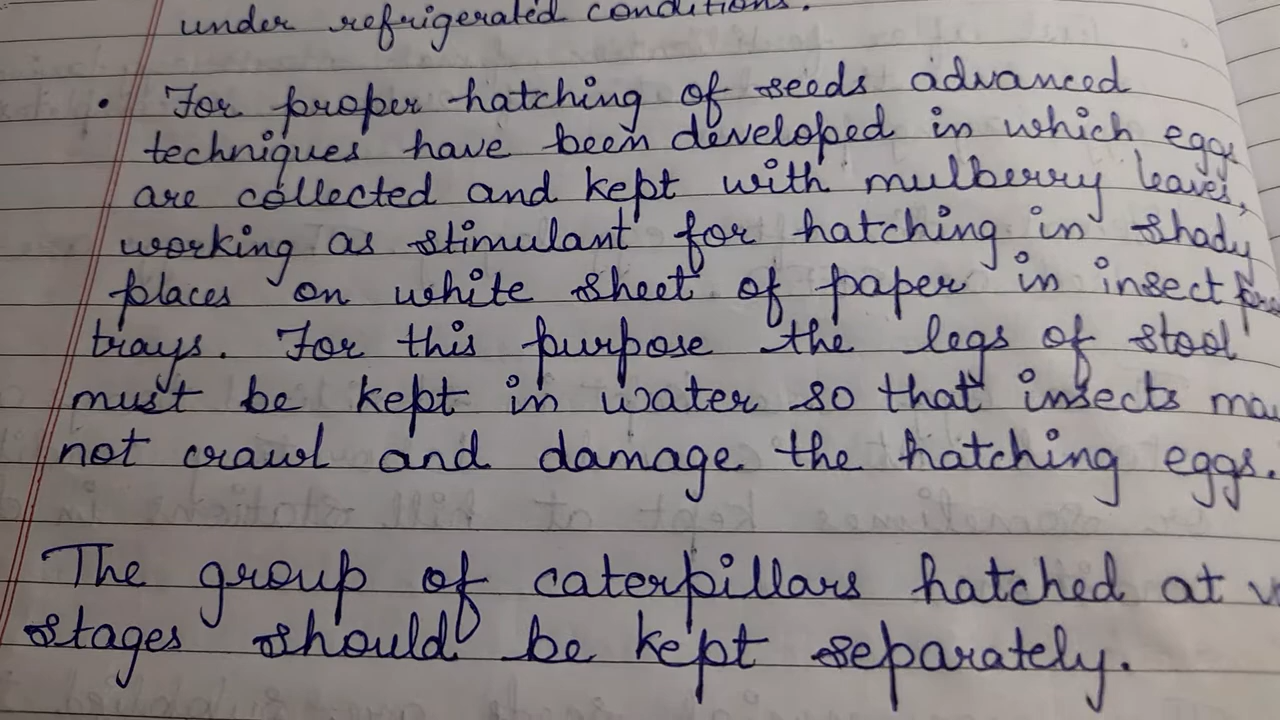 under refrigerated conditions.
• For proper hatching of seeds advanced
techniques have been developed in which eggs
are collected and kept with mulberry leaves,
working as stimulant for hatching in shady
places on white sheet of paper in insect
trays. For this purpose the legs of stool
must be kept in water so that insects
not crawl and damage the hatching eggs.
The group of caterpillars hatched at
stages should be kept separately.